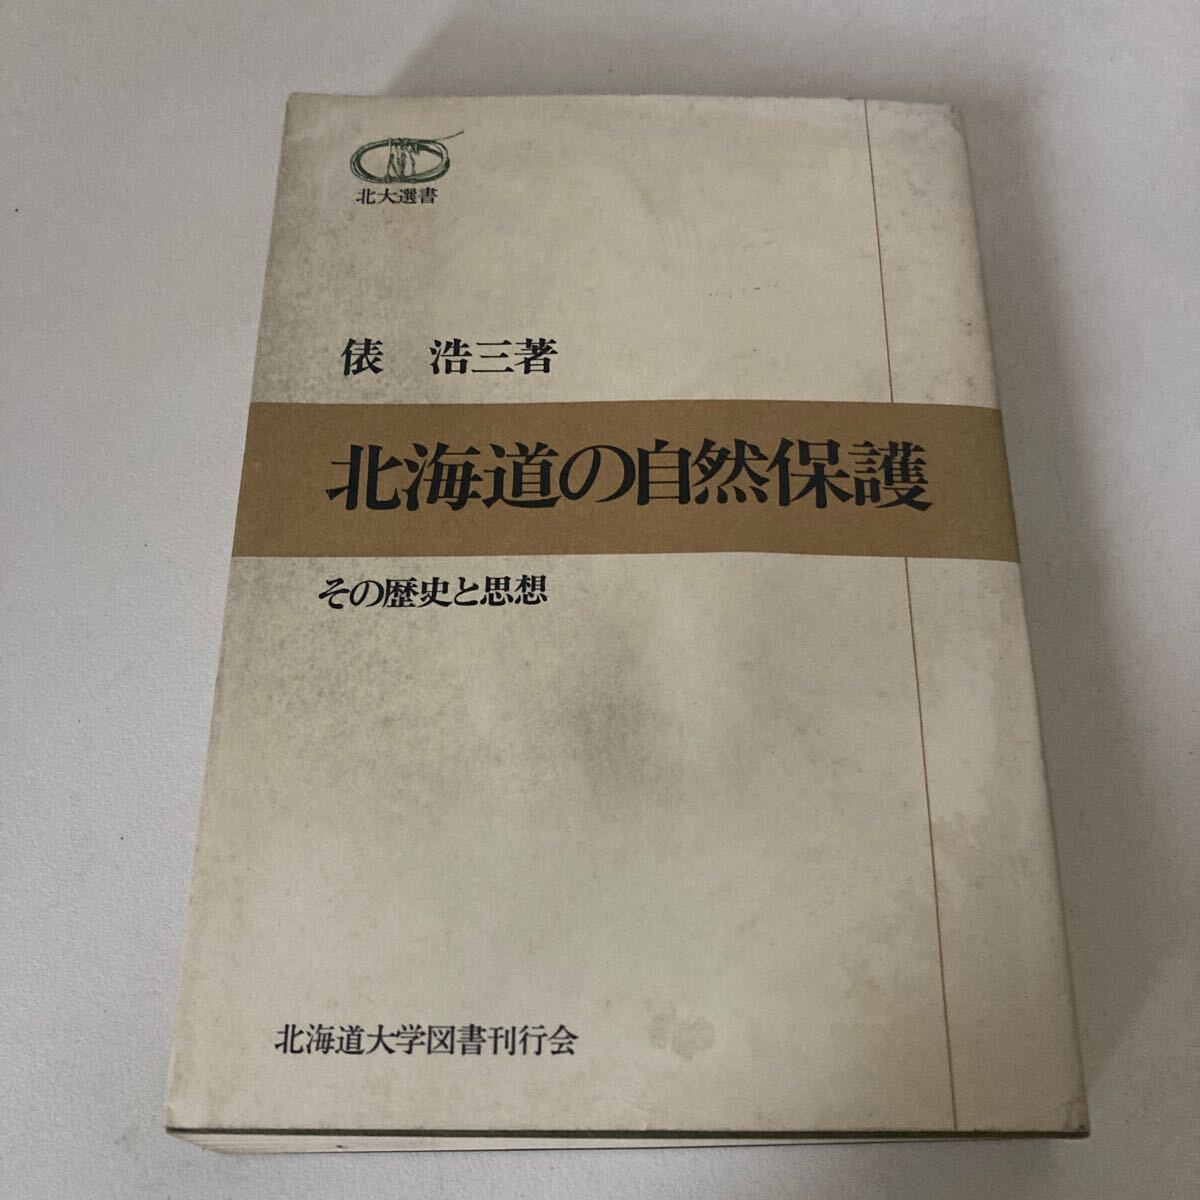 北大選書
俵 浩三著
北海道の自然保護
その歴史と思想
北海道大学図書刊行会